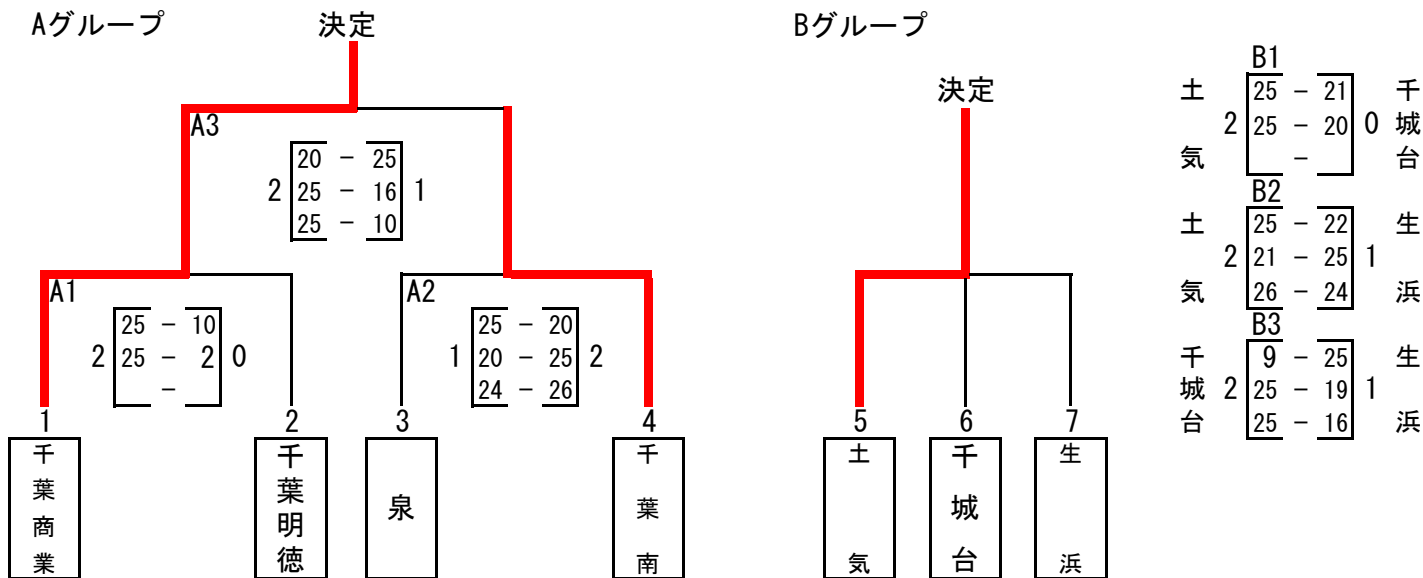 Aグループ
決定
A3
20 - 25
2 25 - 16 1
25 - 10
A1
25 - 10
2 25 - 2 0
-
A2
25 - 20
1 20 - 25 2
24 - 26
1
2
3
4
千葉商業
千葉明徳
泉
千葉南
Bグループ
決定
5
6
7
土気
千城台
生浜
B1
土気 2 0 千城台
25 - 21
25 - 20
-
B2
土気 2 1 生浜
25 - 22
21 - 25
26 - 24
B3
千城台 2 1 生浜
9 - 25
25 - 19
25 - 16